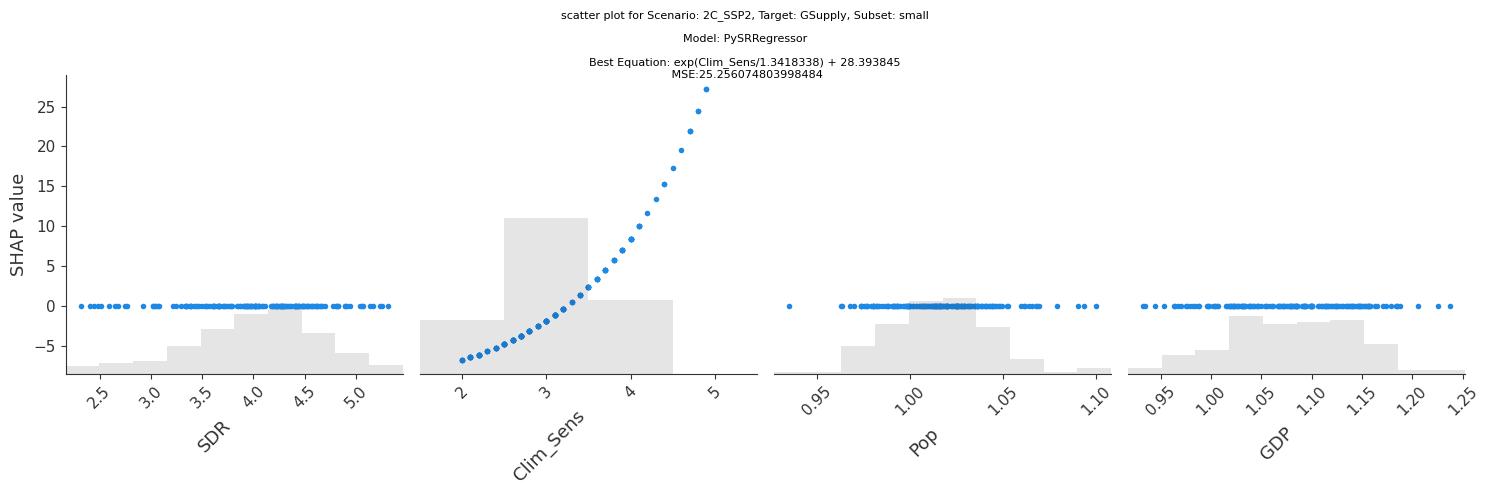 scatter plot for Scenario: 2C_SSP2, Target: GSupply, Subset: small
Model: PySRRegressor
Best Equation: exp(Clim_Sens/1.3418338) + 28.393845
MSE:25.256074803998484
SHAP value
25
20
15
10
5
0
−5
2.5 3.0 3.5 4.0 4.5 5.0
SDR
2 3 4 5
Clim_Sens
0.95 1.00 1.05 1.10
Pop
0.95 1.00 1.05 1.10 1.15 1.20 1.25
GDP